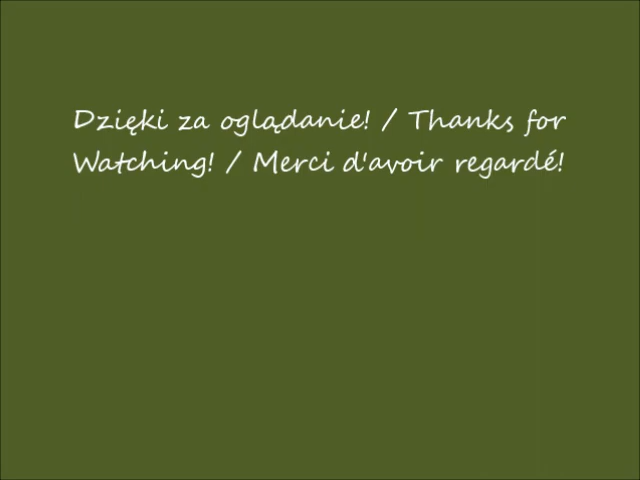 Dzięki za oglądanie! / Thanks for
Watching! / Merci d'avoir regardé!